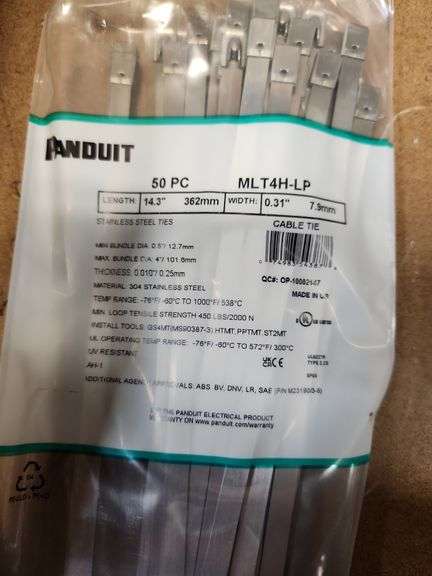 PANDUIT
50 PC MLT4H-LP
LENGTH: 14.3" 362mm WIDTH: 0.31" 7.9mm
STAINLESS STEEL TIES CABLE TIE
MIN BUNDLE DIA: 0.5"/ 12.7mm
MAX. BUNDLE DIA: 4"/ 101.6mm
THICKNESS: 0.010"/ 0.25mm
MATERIAL: 304 STAINLESS STEEL
MADE IN
TEMP RANGE: -76°F/ -60°C TO 1000°F/ 538°C
MIN. LOOP TENSILE STRENGTH 450 LBS/2000 N
INSTALL TOOLS: GS4MT(MS90387-3) HTMT, PPTMT, ST2MT
UL OPERATING TEMP RANGE: -76°F/ -60°C TO 572°F/ 300°C
UV RESISTANT
AH-1
ADDITIONAL AGENCY APPROVALS: ABS, BV, DNV, LR, SAE
THE PANDUIT ELECTRICAL PRODUCT
WARRANTY ON www.panduit.com/warranty